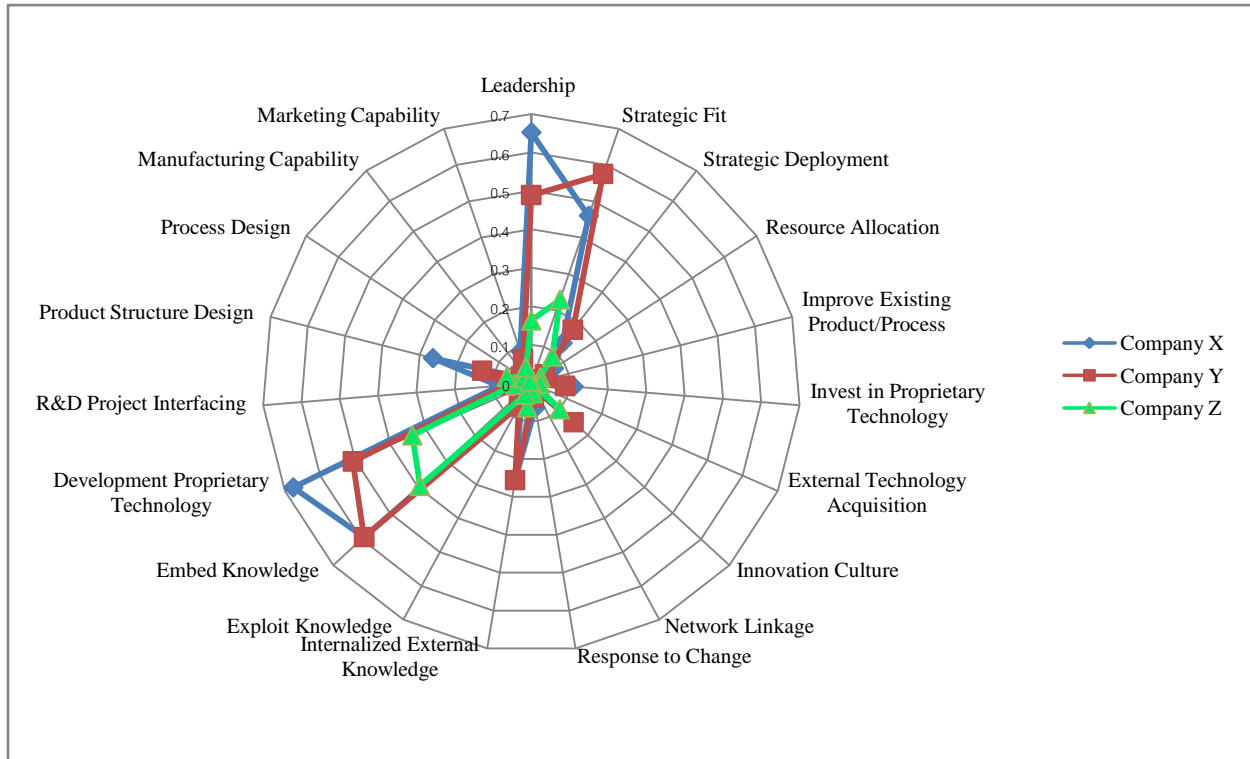 Leadership
Strategic Fit
Strategic Deployment
Resource Allocation
Improve Existing
Product/Process
Invest in Proprietary
Technology
External Technology
Acquisition
Innovation Culture
Network Linkage
Response to Change
Internalized External
Knowledge
Exploit Knowledge
Embed Knowledge
Development Proprietary
Technology
R&D Project Interfacing
Product Structure Design
Process Design
Manufacturing Capability
Marketing Capability
0.7
0.6
0.5
0.4
0.3
0.2
0.1
0
Company X
Company Y
Company Z